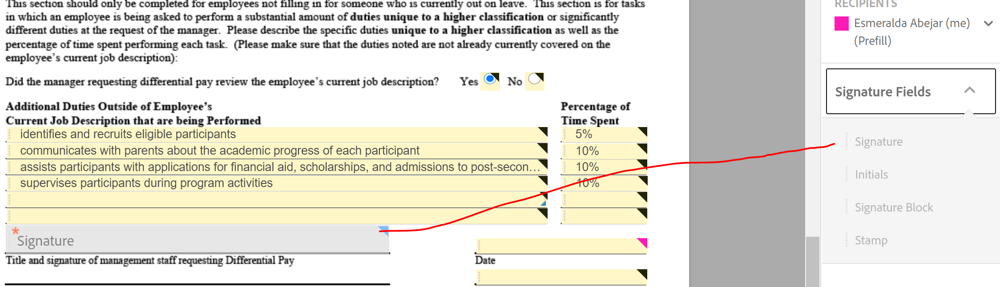 This section should only be completed for employees not filling in for someone who is currently out on leave. This section is for tasks
in which an employee is being asked to perform a substantial amount of duties unique to a higher classification or significantly
different duties at the request of the manager. Please describe the specific duties unique to a higher classification as well as the
percentage of time spent performing each task. (Please make sure that the duties noted are not already currently covered on the
employee's current job description):
Did the manager requesting differential pay review the employee's current job description? Yes No
Additional Duties Outside of Employee's
Current Job Description that are being Performed
Percentage of
Time Spent
identifies and recruits eligible participants 5%
communicates with parents about the academic progress of each participant 10%
assists participants with applications for financial aid, scholarships, and admissions to post-secon... 10%
supervises participants during program activities 10%
* Signature
Title and signature of management staff requesting Differential Pay
Date
RECIPIENTS
Esmeralda Abejar (me)
(Prefill)
Signature Fields
Signature
Initials
Signature Block
Stamp